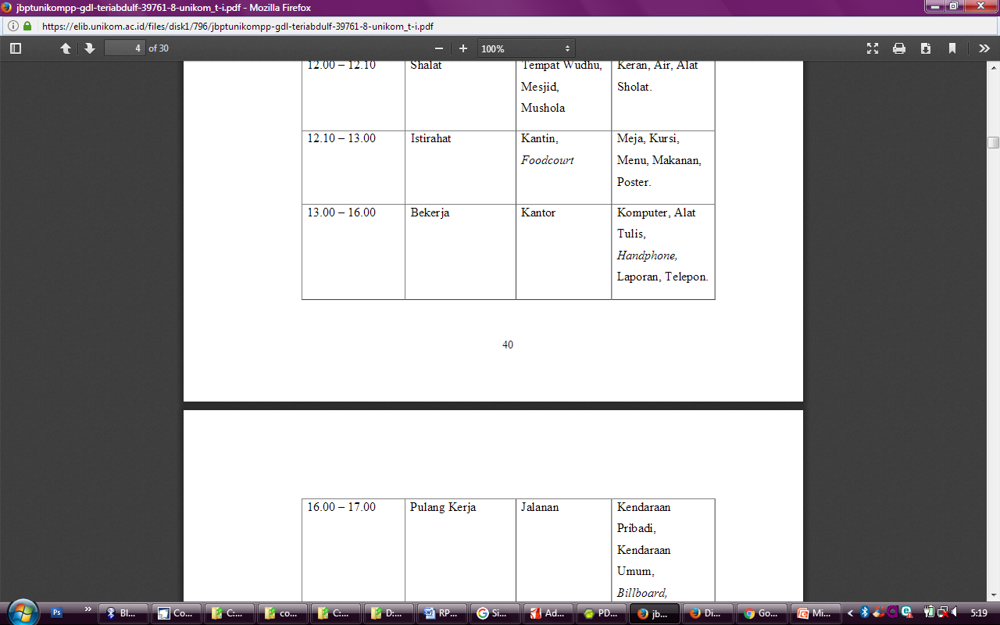 jbptunikompp-gdl-teriabdulf-39761-8-unikom_t-i.pdf - Mozilla Firefox
https://elib.unikom.ac.id/files/disk1/796/jbptunikompp-gdl-teriabdulf-39761-8-unikom_t-i.pdf
4 of 30 100%
12.00 – 12.10 Shalat Tempat Wudhu, Keran, Air, Alat
Mesjid, Sholat.
Mushola
12.10 – 13.00 Istirahat Kantin, Meja, Kursi,
Foodcourt Menu, Makanan,
Poster.
13.00 – 16.00 Bekerja Kantor Komputer, Alat
Tulis,
Handphone,
Laporan, Telepon.
40
16.00 – 17.00 Pulang Kerja Jalanan Kendaraan
Pribadi,
Kendaraan
Umum,
Billboard,
Ps Bl... Co... C:... co... C:... D:... RP... Si... Ad... PD... jb... Di... Go... Mi... 5:19